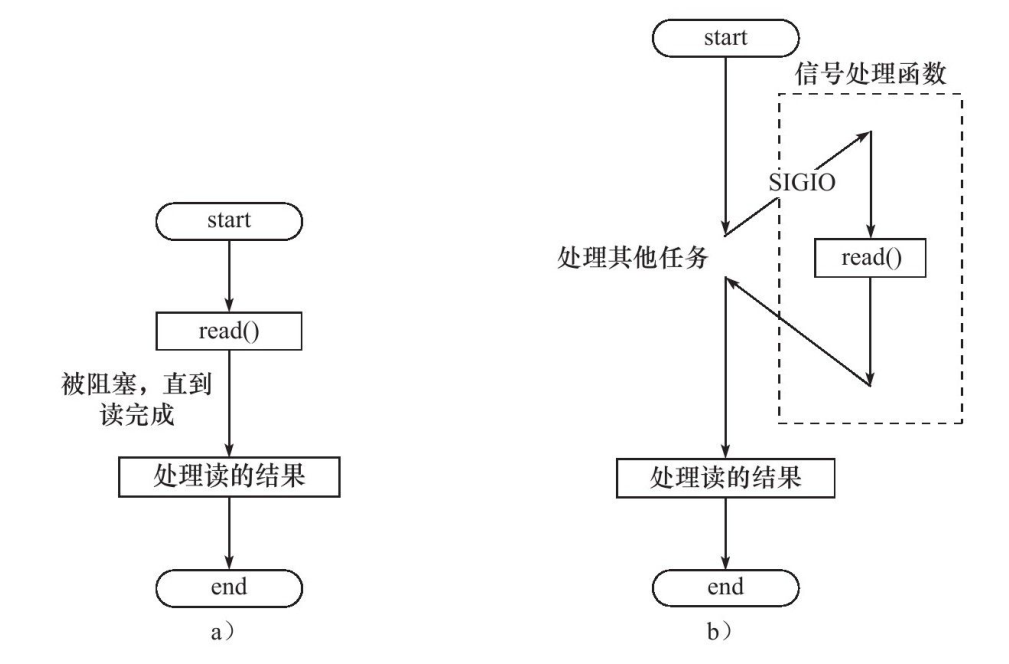 start
read()
被阻塞，直到
读完成
处理读的结果
end
a）
start
信号处理函数
SIGIO
处理其他任务
read()
处理读的结果
end
b）